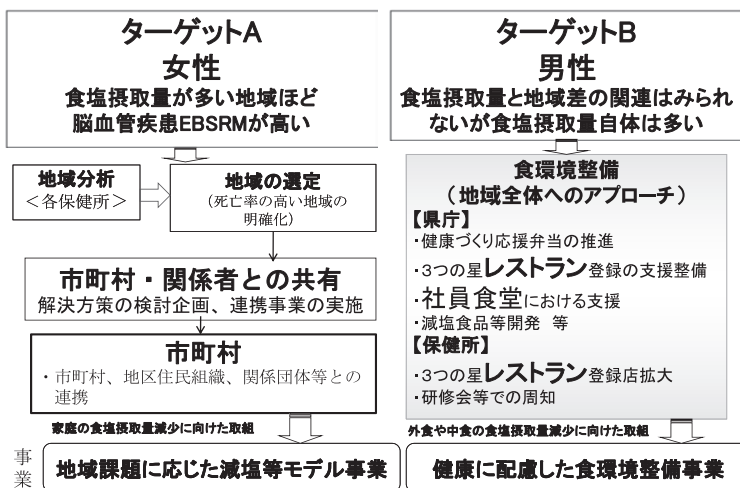 ターゲットA
女性
食塩摂取量が多い地域ほど
脳血管疾患EBSRMが高い
地域分析
＜各保健所＞
地域の選定
(死亡率の高い地域の
明確化)
市町村・関係者との共有
解決方策の検討企画、連携事業の実施
市町村
・市町村、地区住民組織、関係団体等との
連携
家庭の食塩摂取量減少に向けた取組
ターゲットB
男性
食塩摂取量と地域差の関連はみられ
ないが食塩摂取量自体は多い
食環境整備
（地域全体へのアプローチ）
【県庁】
・健康づくり応援弁当の推進
・3つの星レストラン登録の支援整備
・社員食堂における支援
・減塩食品等開発 等
【保健所】
・3つの星レストラン登録店拡大
・研修会等での周知
外食や中食の食塩摂取量減少に向けた取組
事業
地域課題に応じた減塩等モデル事業
健康に配慮した食環境整備事業